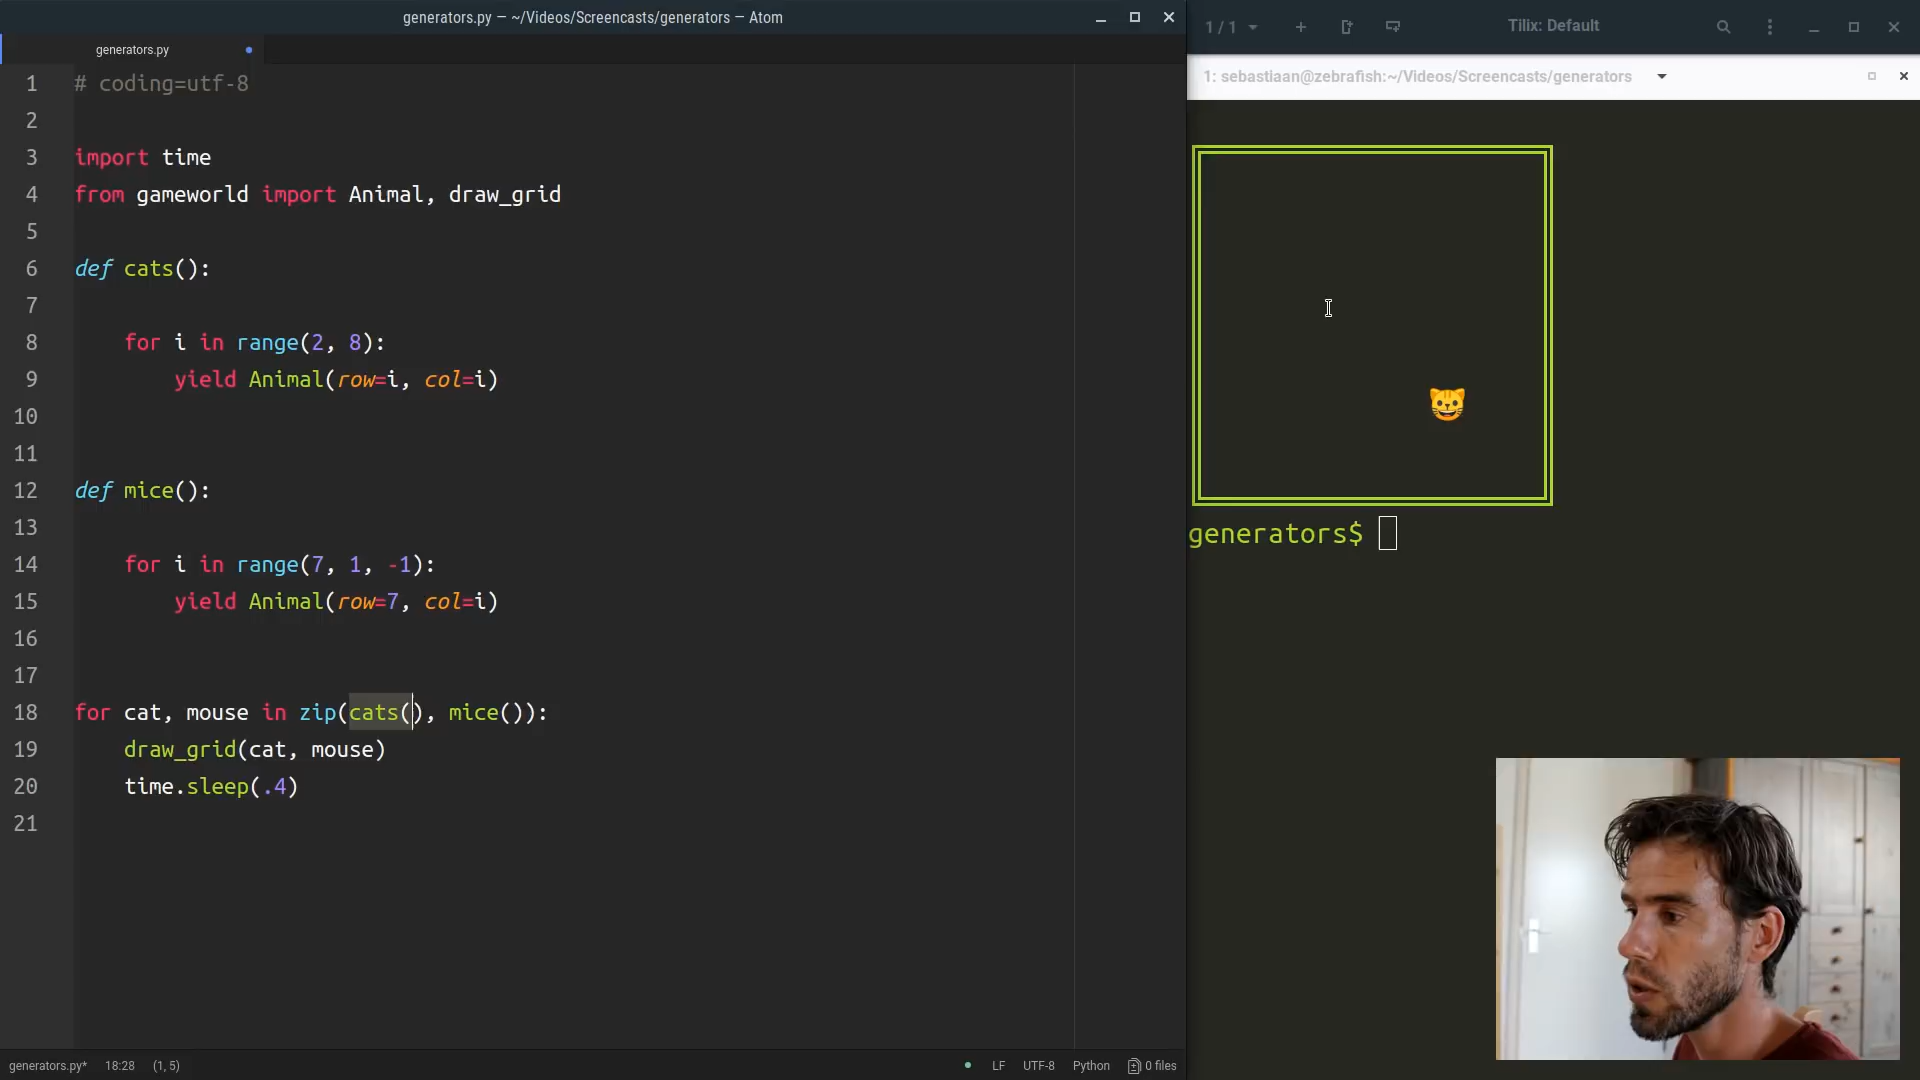 generators.py — ~/Videos/Screencasts/generators — Atom
generators.py
1 # coding=utf-8
2
3 import time
4 from gameworld import Animal, draw_grid
5
6 def cats():
7
8 for i in range(2, 8):
9 yield Animal(row=i, col=i)
10
11
12 def mice():
13
14 for i in range(7, 1, -1):
15 yield Animal(row=7, col=i)
16
17
18 for cat, mouse in zip(cats(), mice()):
19 draw_grid(cat, mouse)
20 time.sleep(.4)
21
generators.py* 18:28 (1, 5) LF UTF-8 Python 0 files
1 / 1 Tilix: Default
1: sebastiaan@zebrafish:~/Videos/Screencasts/generators
generators$